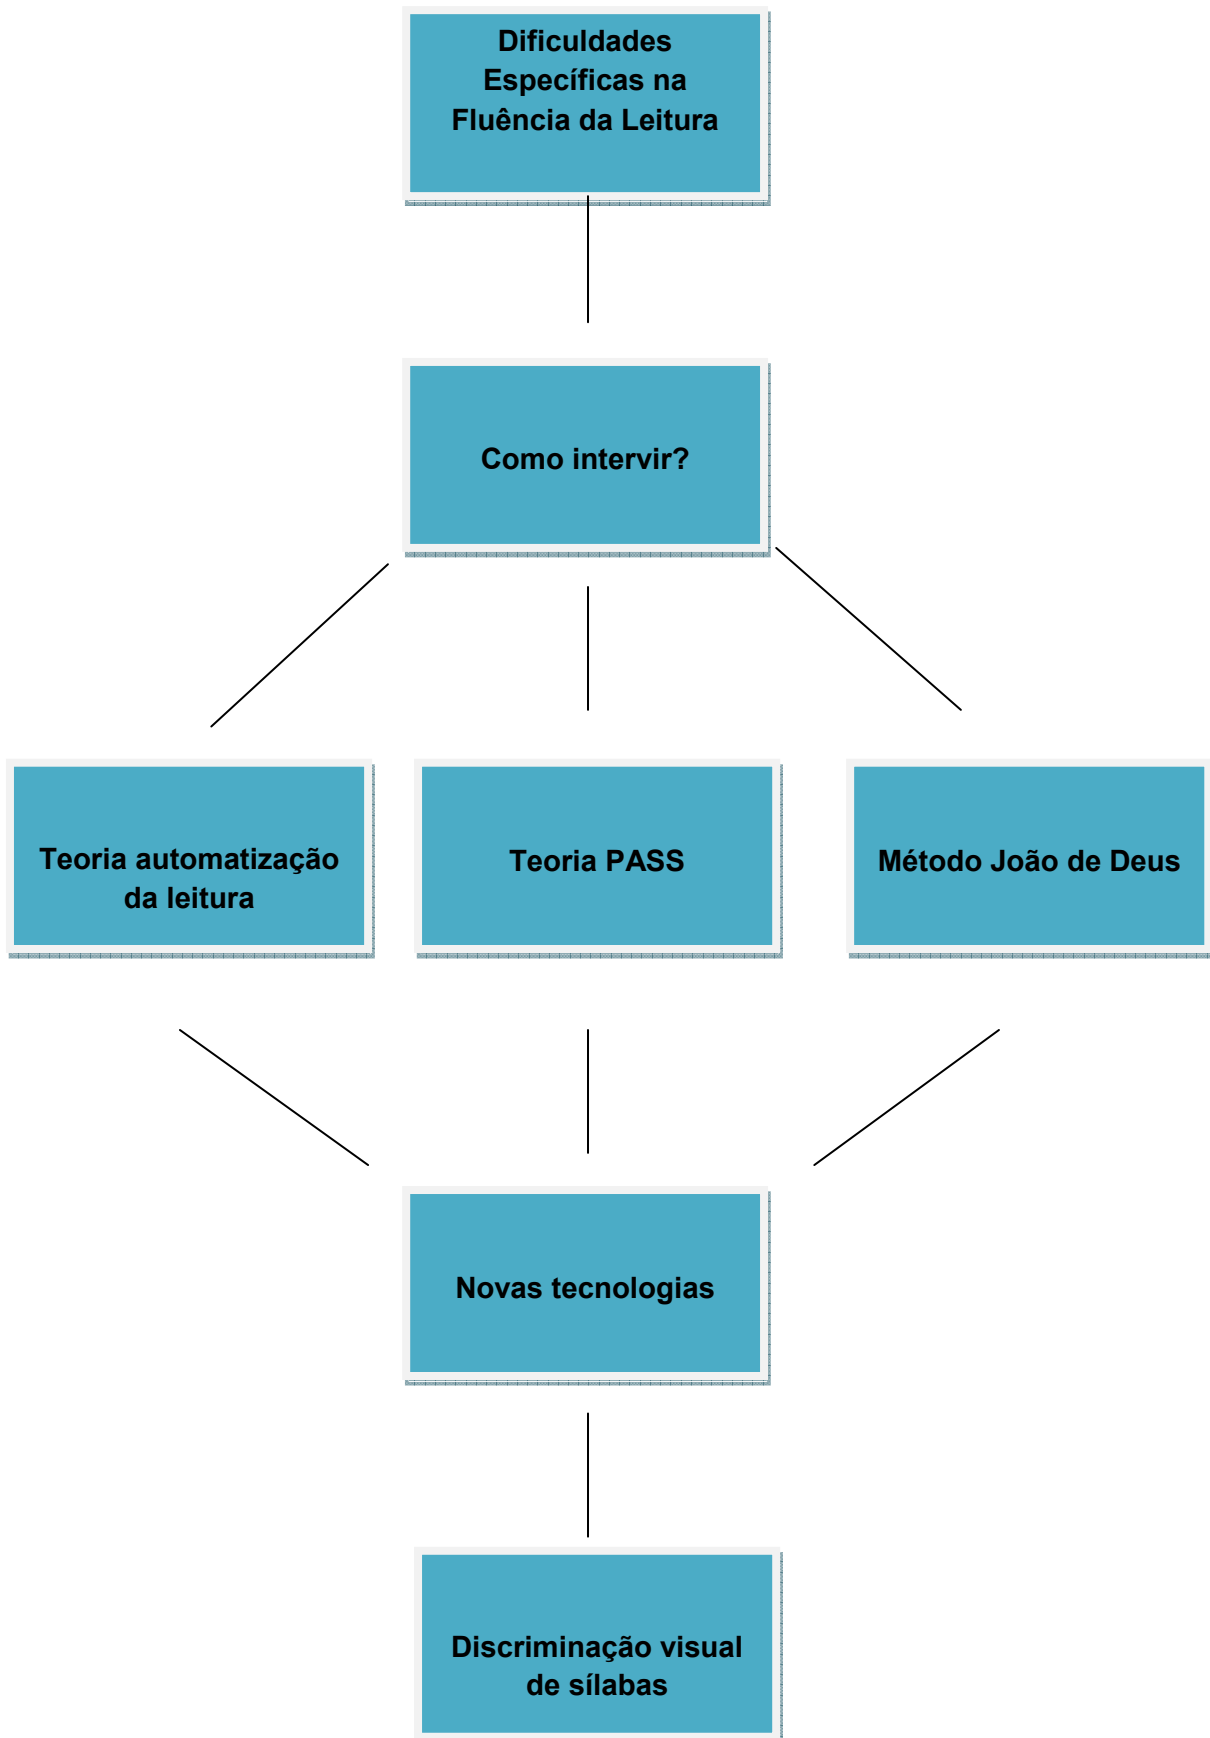 Dificuldades
Específicas na
Fluência da Leitura
Como intervir?
Teoria automatização
da leitura
Teoria PASS
Método João de Deus
Novas tecnologias
Discriminação visual
de sílabas